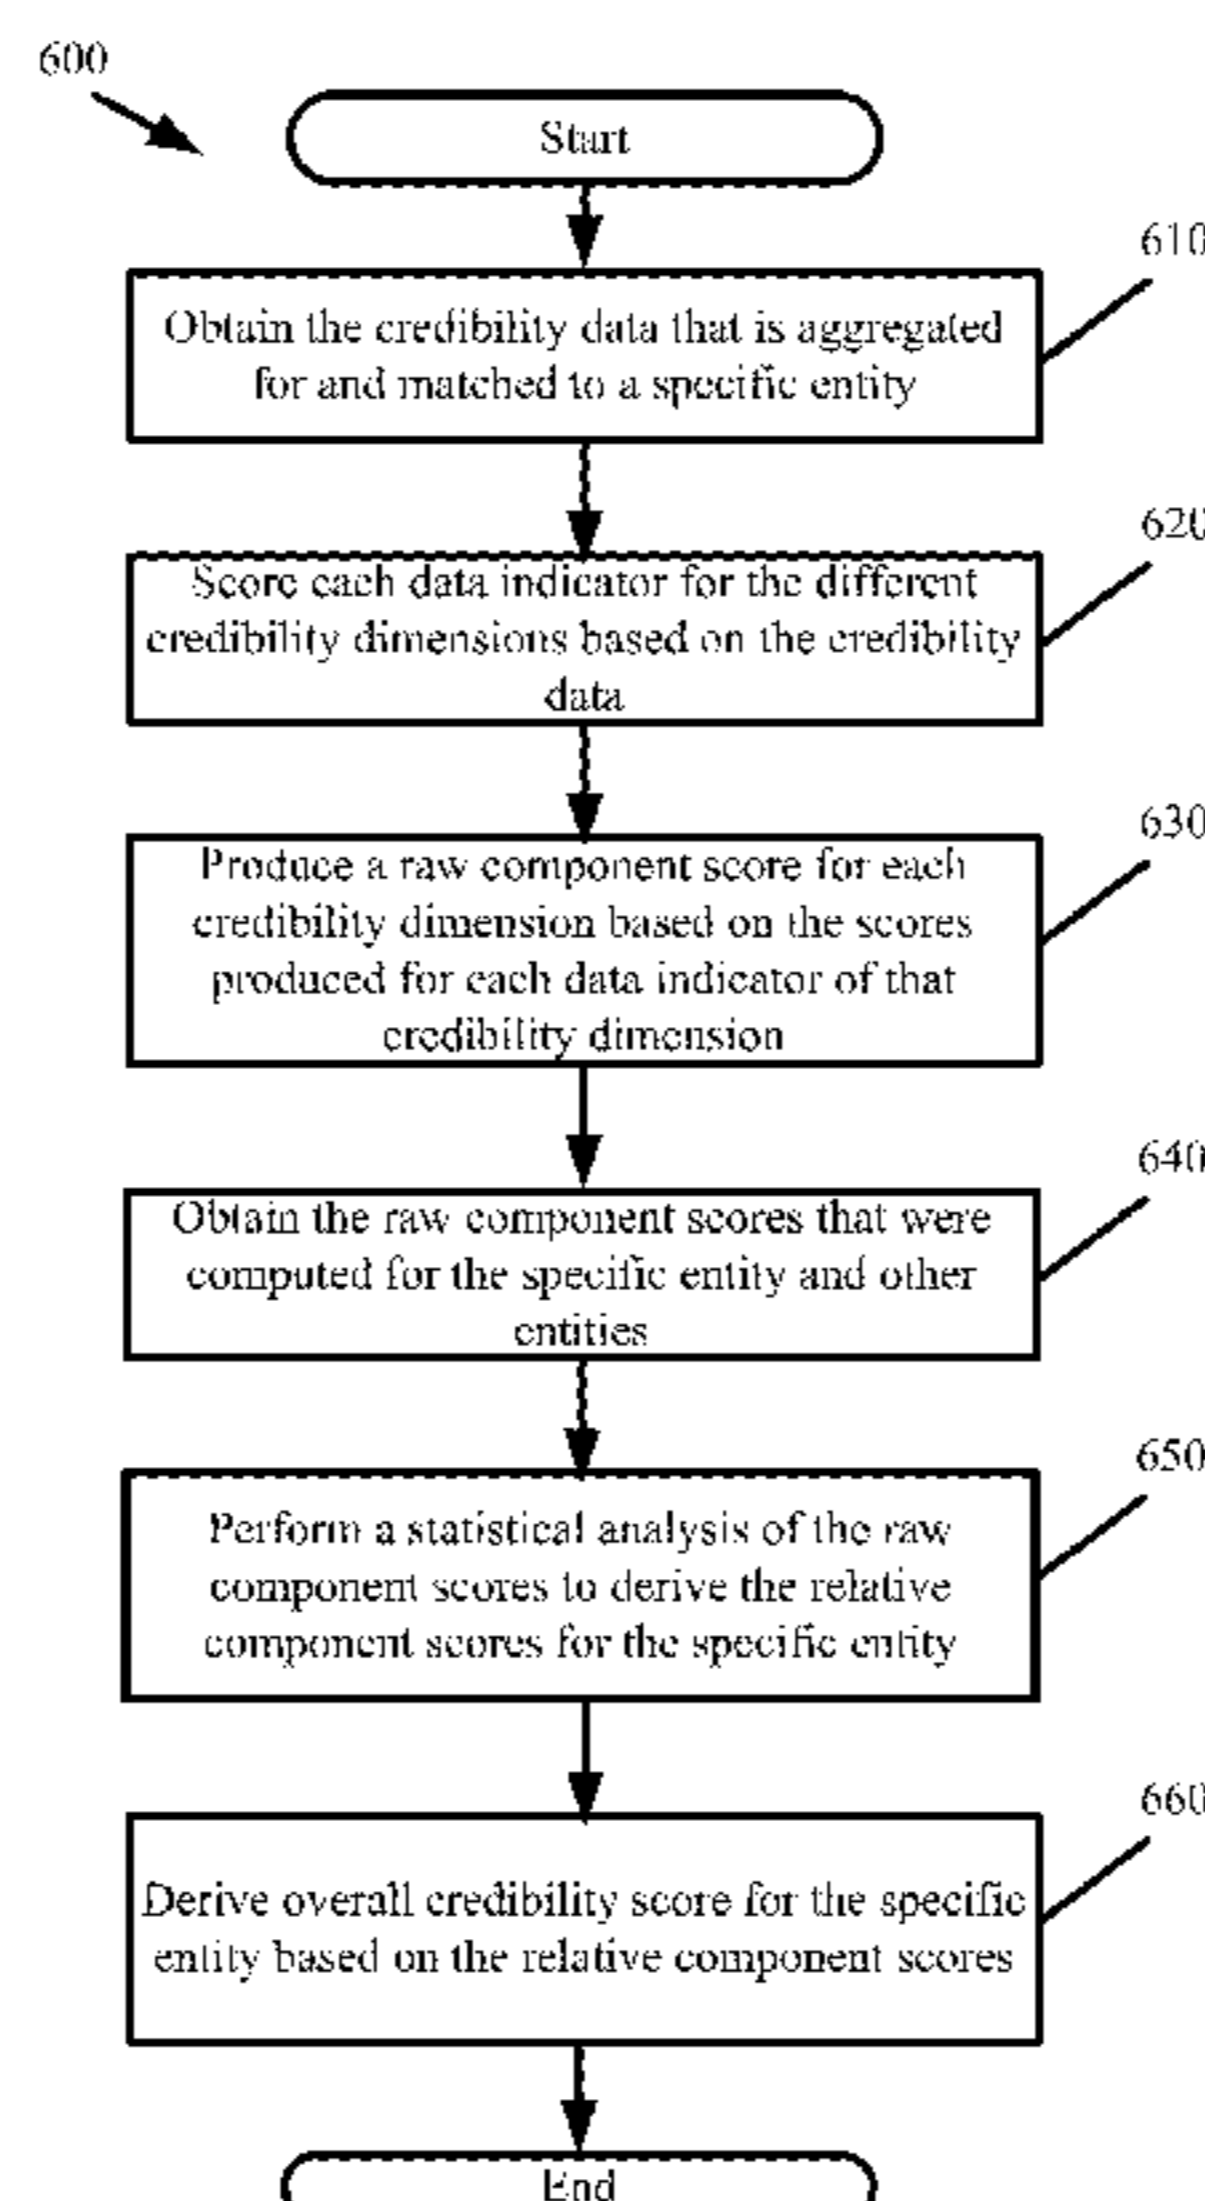 600
Start
610
Obtain the credibility data that is aggregated
for and matched to a specific entity
620
Score each data indicator for the different
credibility dimensions based on the credibility
data
630
Produce a raw component score for each
credibility dimension based on the scores
produced for each data indicator of that
credibility dimension
640
Obtain the raw component scores that were
computed for the specific entity and other
entities
650
Perform a statistical analysis of the raw
component scores to derive the relative
component scores for the specific entity
660
Derive overall credibility score for the specific
entity based on the relative component scores
End